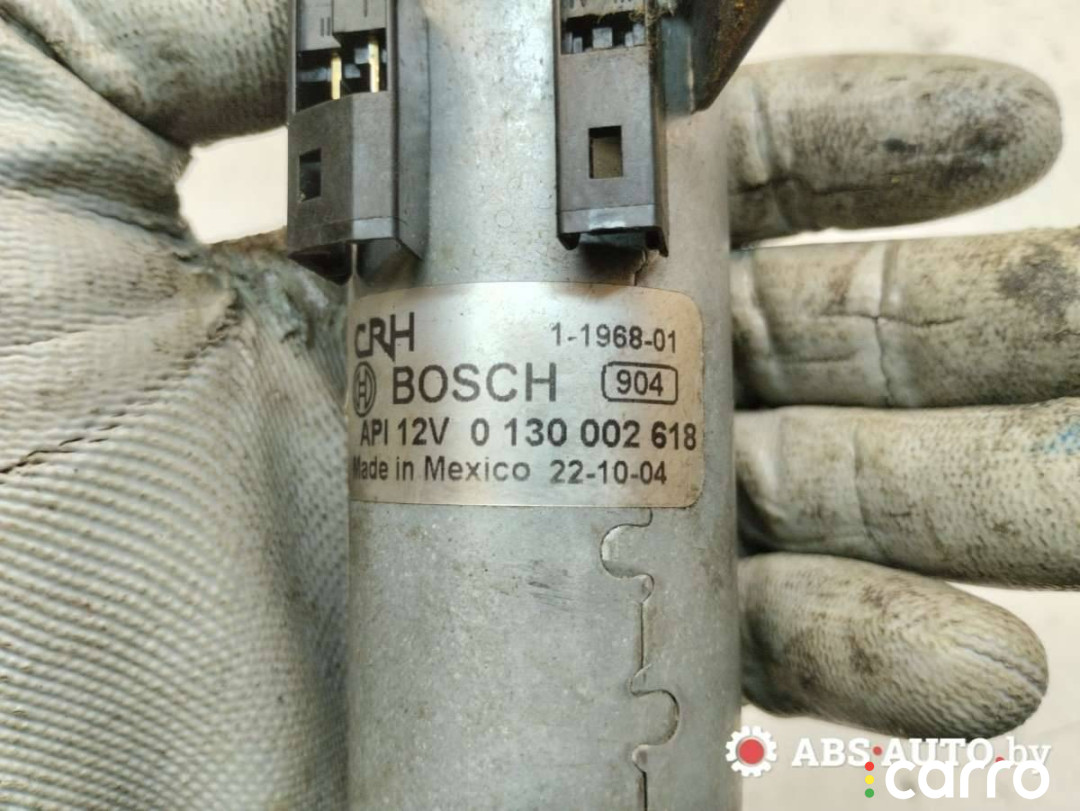 CRH 1-1968-01
BOSCH 904
API 12V 0 130 002 618
Made in Mexico 22-10-04
ABS-AUTO.by
carro